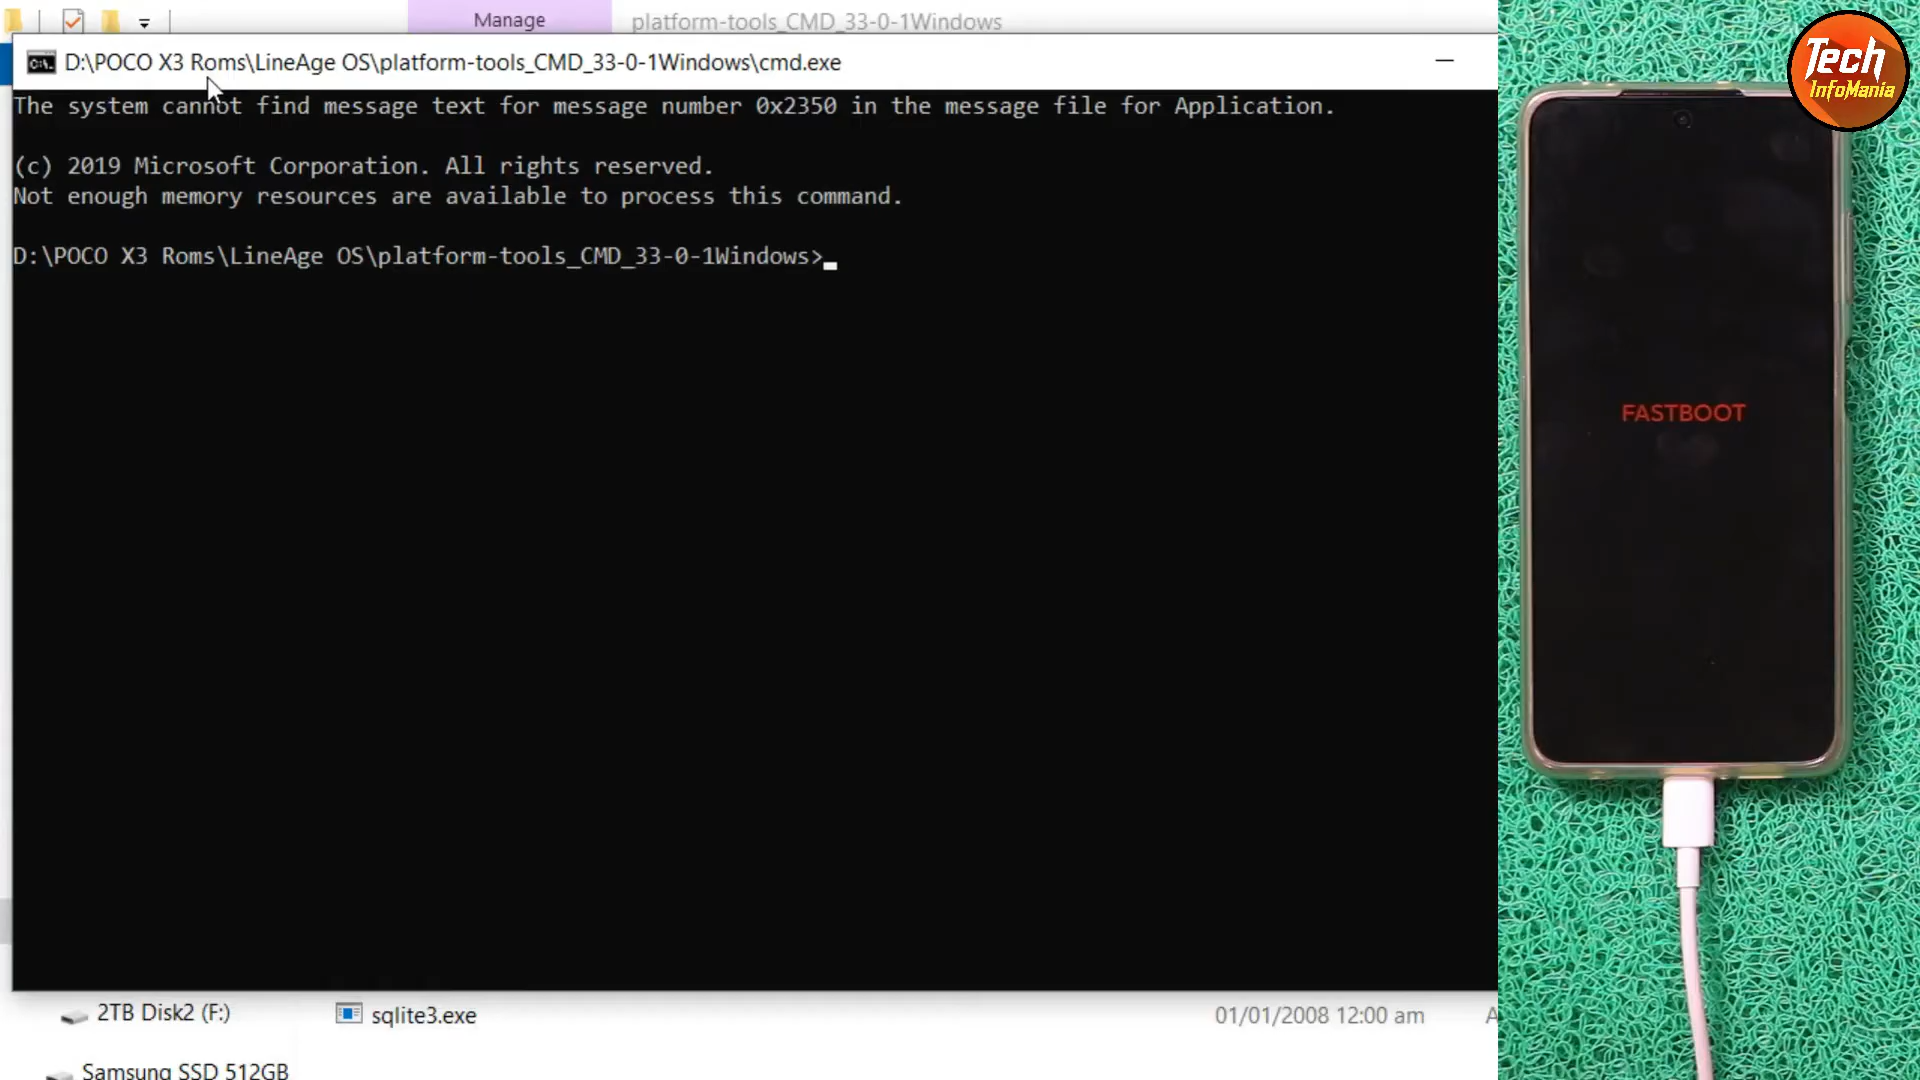 Manage
platform-tools_CMD_33-0-1Windows
D:\POCO X3 Roms\LineAge OS\platform-tools_CMD_33-0-1Windows\cmd.exe
The system cannot find message text for message number 0x2350 in the message file for Application.
(c) 2019 Microsoft Corporation. All rights reserved.
Not enough memory resources are available to process this command.
D:\POCO X3 Roms\LineAge OS\platform-tools_CMD_33-0-1Windows>
2TB Disk2 (F:)
sqlite3.exe
01/01/2008 12:00 am
A
Samsung SSD 512GB
Tech
InfoMania
FASTBOOT